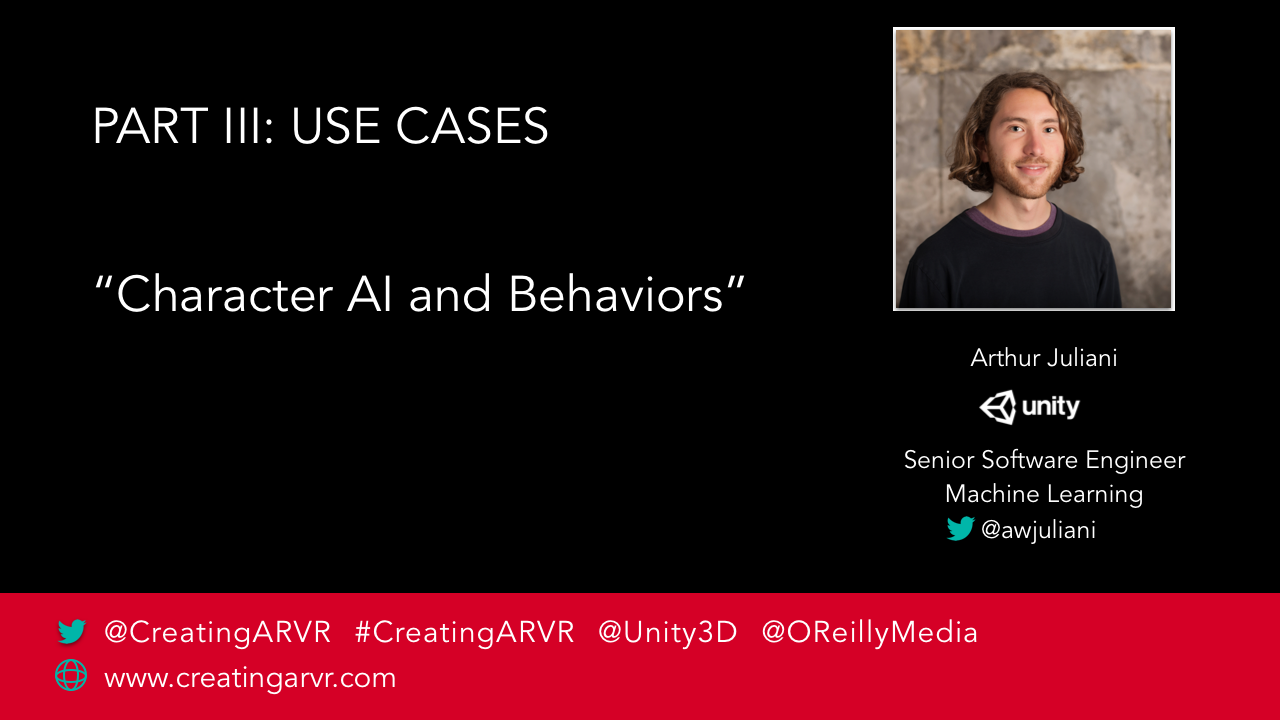 PART III: USE CASES
“Character AI and Behaviors”
Arthur Juliani
unity
Senior Software Engineer
Machine Learning
@awjuliani
@CreatingARVR #CreatingARVR @Unity3D @OReillyMedia
www.creatingarvr.com